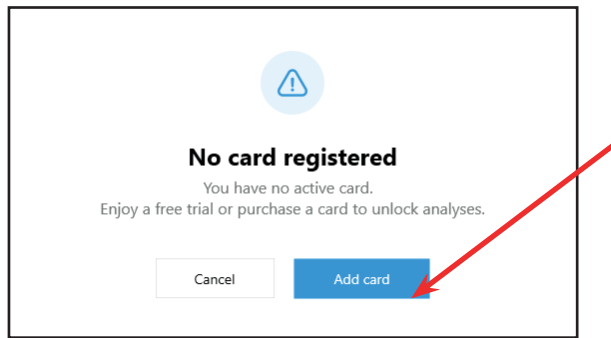 No card registered
You have no active card.
Enjoy a free trial or purchase a card to unlock analyses.
Cancel
Add card